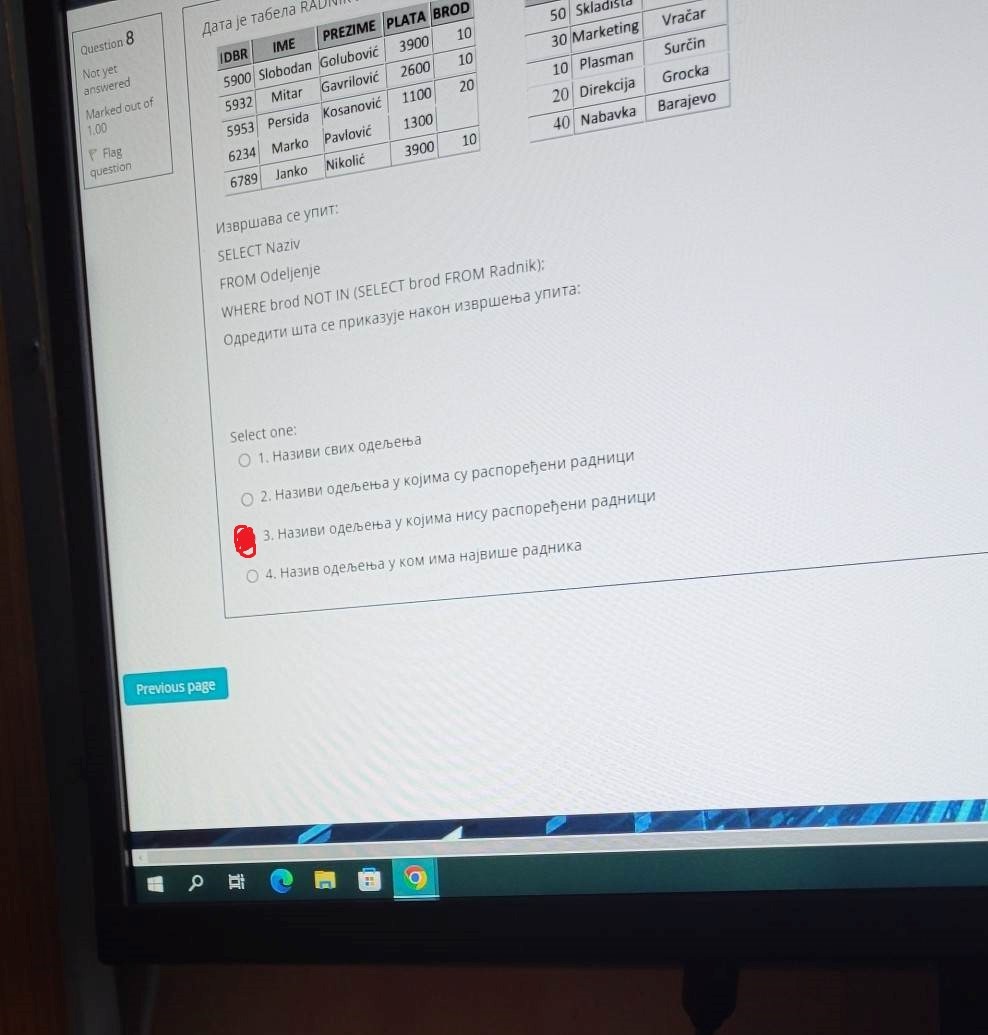 Question 8
Not yet
answered
Marked out of
1.00
Flag
question
Дата је табела RADNIK
IDBR IME PREZIME PLATA BROD
5900 Slobodan Golubović 3900 10
5932 Mitar Gavrilović 2600 10
5953 Persida Kosanović 1100 20
6234 Marko Pavlović 1300
6789 Janko Nikolić 3900 10
50 Skladišta
30 Marketing Vračar
10 Plasman Surčin
20 Direkcija Grocka
40 Nabavka Barajevo
Извршава се упит:
SELECT Naziv
FROM Odeljenje
WHERE brod NOT IN (SELECT brod FROM Radnik);
Одредити шта се приказује након извршења упита:
Select one:
1. Називи свих одељења
2. Називи одељења у којима су распоређени радници
3. Називи одељења у којима нису распоређени радници
4. Назив одељења у ком има највише радника
Previous page